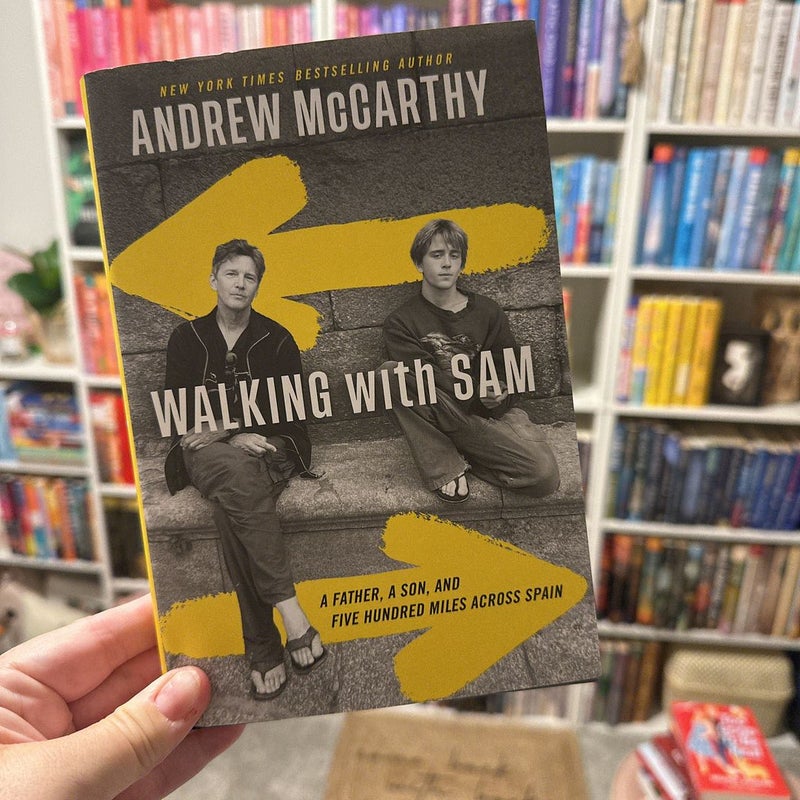 NEW YORK TIMES BESTSELLING AUTHOR
ANDREW McCARTHY
WALKING with SAM
A FATHER, A SON, AND
FIVE HUNDRED MILES ACROSS SPAIN